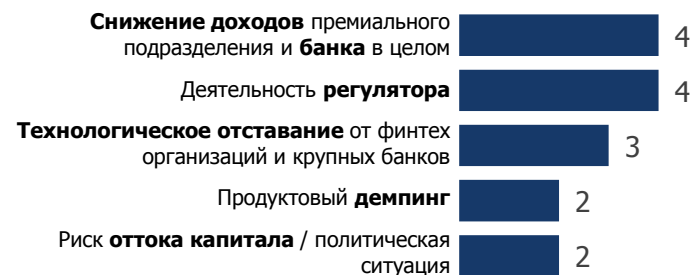 Снижение доходов премиального
подразделения и банка в целом
4
Деятельность регулятора
4
Технологическое отставание от финтех
организаций и крупных банков
3
Продуктовый демпинг
2
Риск оттока капитала / политическая
ситуация
2